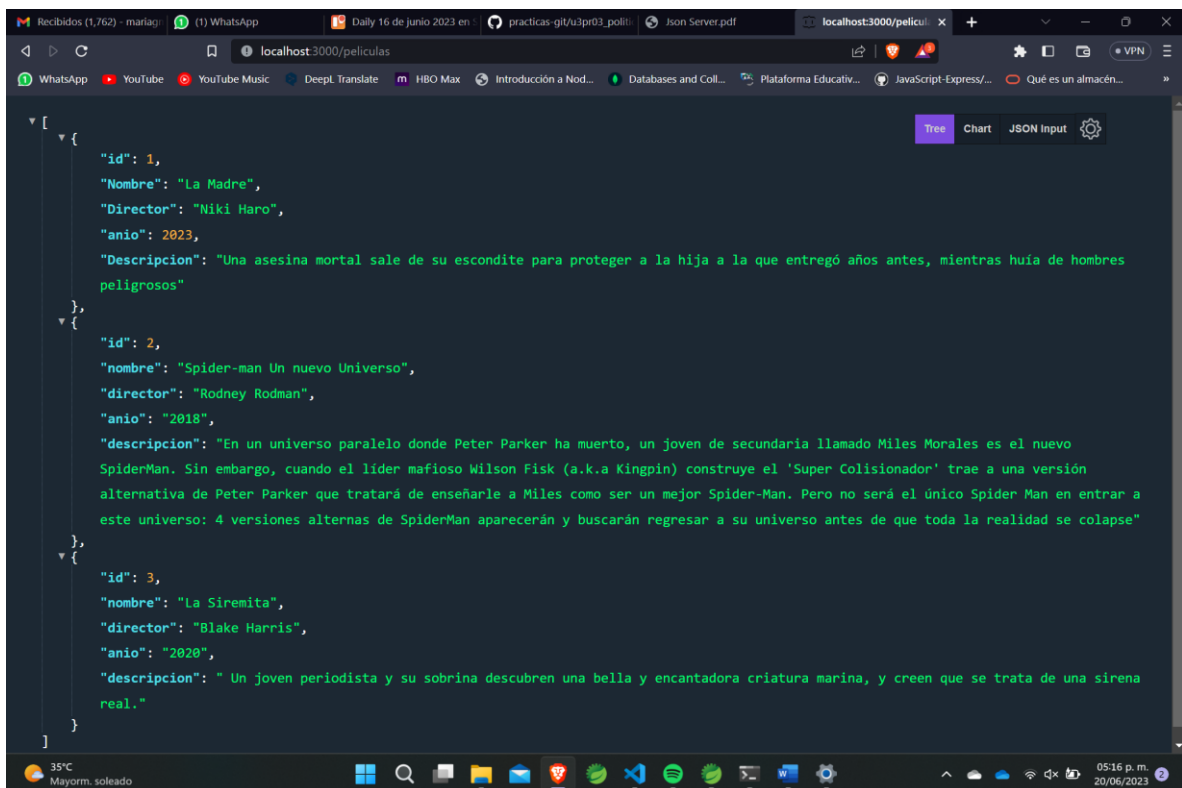 Recibidos (1,762) - mariagr
(1) WhatsApp
Daily 16 de junio 2023 en S
practicas-git/u3pr03_politi
Json Server.pdf
localhost:3000/pelicul
localhost:3000/peliculas
VPN
WhatsApp
YouTube
YouTube Music
DeepL Translate
HBO Max
Introducción a Nod...
Databases and Coll...
Plataforma Educativ...
JavaScript-Express/...
Qué es un almacén...
»
Tree Chart JSON Input
[
{
"id": 1,
"Nombre": "La Madre",
"Director": "Niki Haro",
"anio": 2023,
"Descripcion": "Una asesina mortal sale de su escondite para proteger a la hija a la que entregó años antes, mientras huía de hombres
peligrosos"
},
{
"id": 2,
"nombre": "Spider-man Un nuevo Universo",
"director": "Rodney Rodman",
"anio": "2018",
"descripcion": "En un universo paralelo donde Peter Parker ha muerto, un joven de secundaria llamado Miles Morales es el nuevo
SpiderMan. Sin embargo, cuando el líder mafioso Wilson Fisk (a.k.a Kingpin) construye el 'Super Colisionador' trae a una versión
alternativa de Peter Parker que tratará de enseñarle a Miles como ser un mejor Spider-Man. Pero no será el único Spider Man en entrar a
este universo: 4 versiones alternas de SpiderMan aparecerán y buscarán regresar a su universo antes de que toda la realidad se colapse"
},
{
"id": 3,
"nombre": "La Siremita",
"director": "Blake Harris",
"anio": "2020",
"descripcion": " Un joven periodista y su sobrina descubren una bella y encantadora criatura marina, y creen que se trata de una sirena
real."
}
]
35°C
Mayorm. soleado
05:16 p. m.
20/06/2023
2